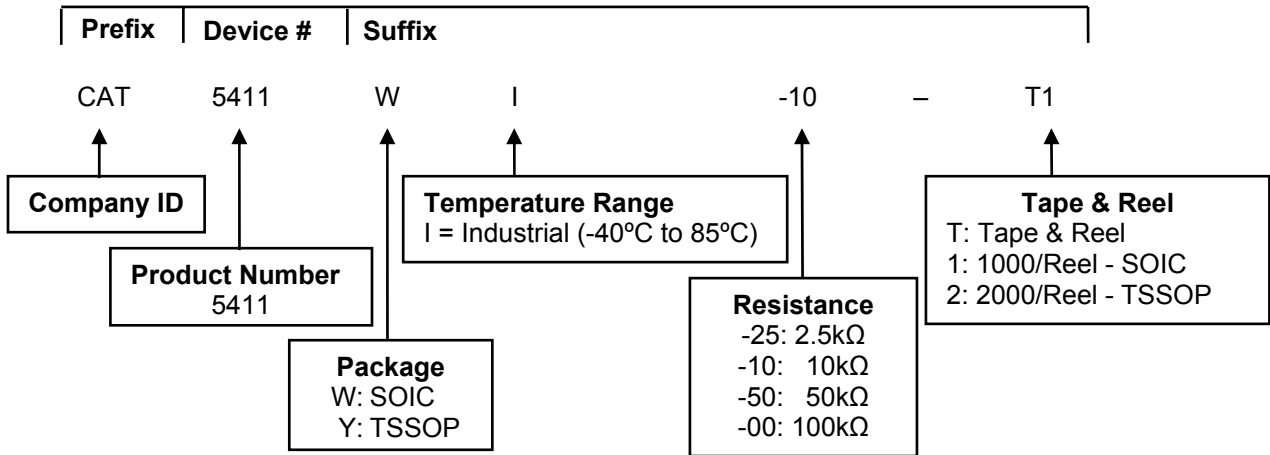 Prefix Device # Suffix
CAT 5411 W I -10 – T1
Company ID
Product Number
5411
Package
W: SOIC
Y: TSSOP
Temperature Range
I = Industrial (-40ºC to 85ºC)
Resistance
-25: 2.5kΩ
-10: 10kΩ
-50: 50kΩ
-00: 100kΩ
Tape & Reel
T: Tape & Reel
1: 1000/Reel - SOIC
2: 2000/Reel - TSSOP